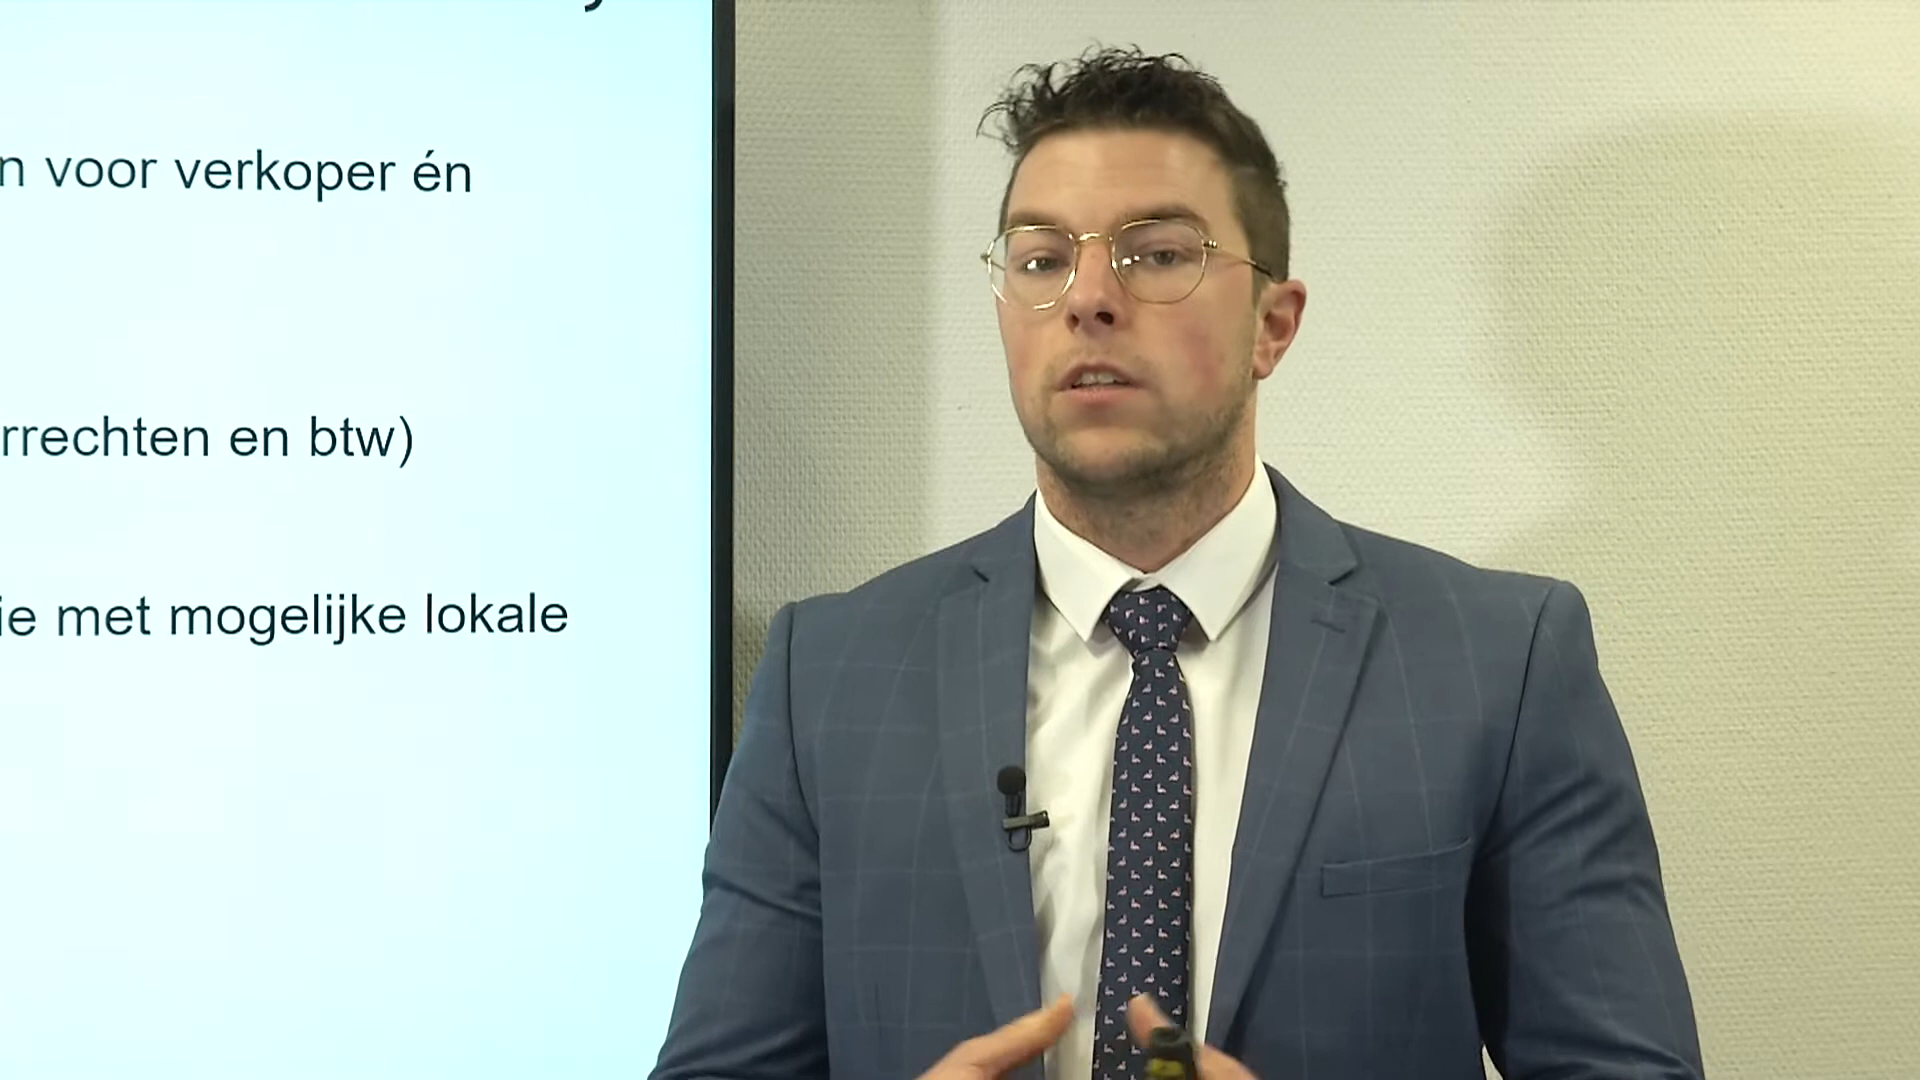 n voor verkoper én
rrechten en btw)
ie met mogelijke lokale